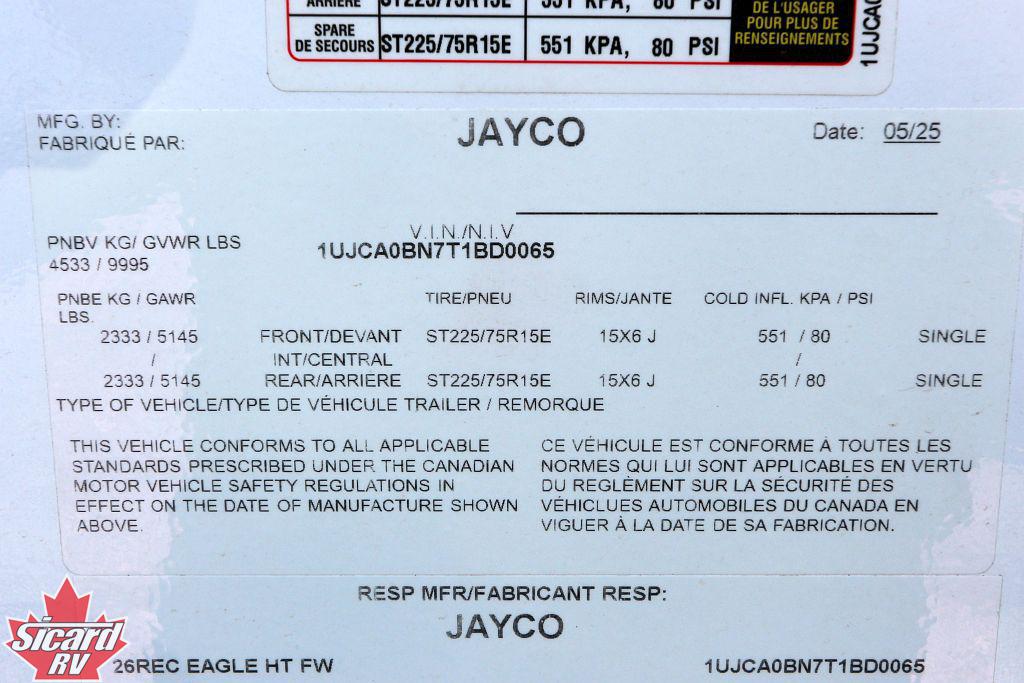 ARRIÈRE ST225/75R15E 551 KPA, 80 PSI
SPARE
DE SECOURS ST225/75R15E 551 KPA, 80 PSI
DE L'USAGER
POUR PLUS DE
RENSEIGNEMENTS
1UJCA0
MFG. BY:
FABRIQUÉ PAR:
JAYCO
Date: 05/25
V.I.N./N.I.V
1UJCA0BN7T1BD0065
PNBV KG/ GVWR LBS
4533 / 9995
PNBE KG / GAWR
LBS.
TIRE/PNEU RIMS/JANTE COLD INFL. KPA / PSI
2333 / 5145 FRONT/DEVANT ST225/75R15E 15X6 J 551 / 80 SINGLE
/ INT/CENTRAL /
2333 / 5145 REAR/ARRIÈRE ST225/75R15E 15X6 J 551 / 80 SINGLE
TYPE OF VEHICLE/TYPE DE VÉHICULE TRAILER / REMORQUE
THIS VEHICLE CONFORMS TO ALL APPLICABLE
STANDARDS PRESCRIBED UNDER THE CANADIAN
MOTOR VEHICLE SAFETY REGULATIONS IN
EFFECT ON THE DATE OF MANUFACTURE SHOWN
ABOVE.
CE VÉHICULE EST CONFORME À TOUTES LES
NORMES QUI LUI SONT APPLICABLES EN VERTU
DU REGLÈMENT SUR LA SÉCURITÉ DES
VÉHICLUES AUTOMOBILES DU CANADA EN
VIGUER À LA DATE DE SA FABRICATION.
RESP MFR/FABRICANT RESP:
JAYCO
26REC EAGLE HT FW 1UJCA0BN7T1BD0065
Sicard
RV